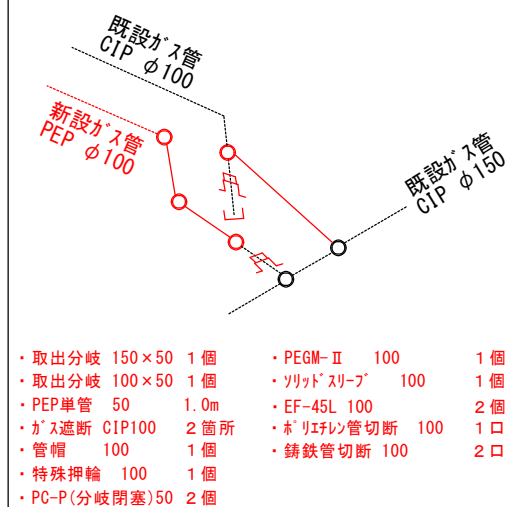 既設ｶﾞｽ管
CIP φ100
新設ｶﾞｽ管
PEP φ100
既設ｶﾞｽ管
CIP φ150
・取出分岐 150×50 1個
・取出分岐 100×50 1個
・PEP単管 50 1.0m
・ｶﾞｽ遮断 CIP100 2箇所
・管帽 100 1個
・特殊押輪 100 1個
・PC-P(分岐閉塞)50 2個
・PEGM-Ⅱ 100 1個
・ｿﾘｯﾄﾞｽﾘｰﾌﾞ 100 1個
・EF-45L 100 2個
・ﾎﾟﾘｴﾁﾚﾝ管切断 100 1口
・鋳鉄管切断 100 2口